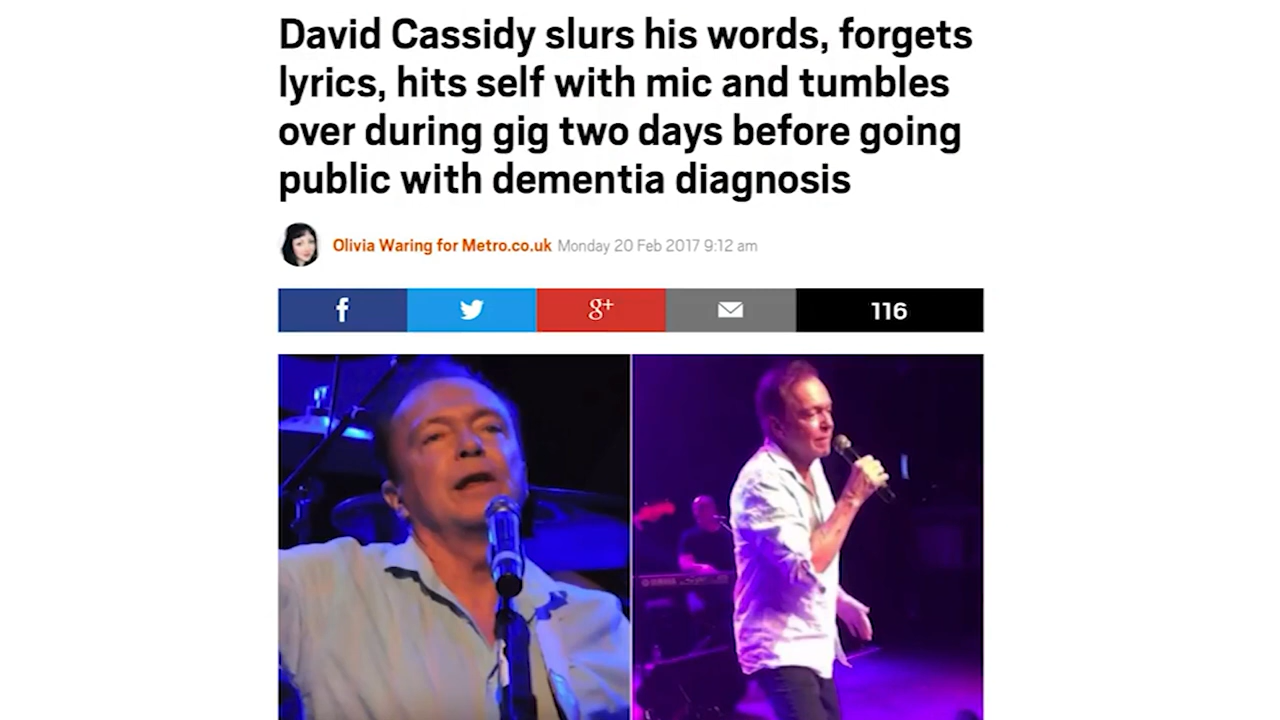 David Cassidy slurs his words, forgets
lyrics, hits self with mic and tumbles
over during gig two days before going
public with dementia diagnosis
Olivia Waring for Metro.co.uk Monday 20 Feb 2017 9:12 am
f g+ 116
YAMAHA